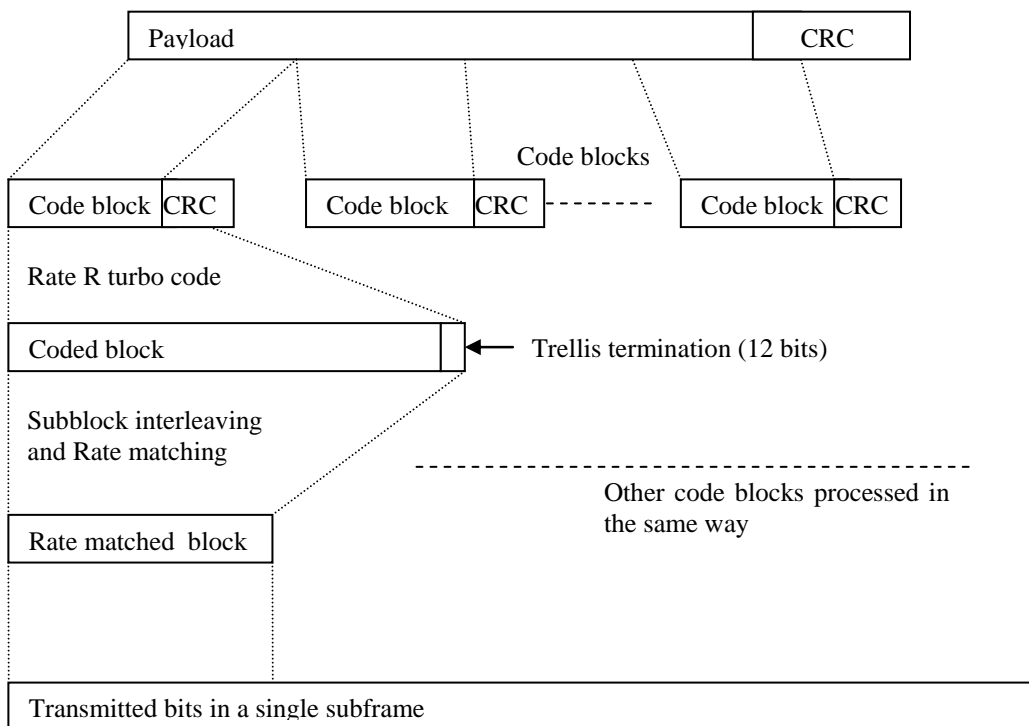 Payload
CRC
Code blocks
Code block
CRC
Code block
CRC
Code block
CRC
Rate R turbo code
Coded block
Trellis termination (12 bits)
Subblock interleaving
and Rate matching
Other code blocks processed in
the same way
Rate matched block
Transmitted bits in a single subframe